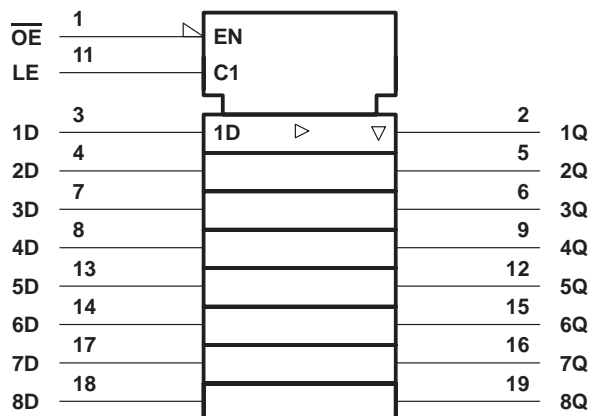 1
OE EN
11
LE C1
3 2
1D 1D 1Q
4 5
2D 2Q
7 6
3D 3Q
8 9
4D 4Q
13 12
5D 5Q
14 15
6D 6Q
17 16
7D 7Q
18 19
8D 8Q